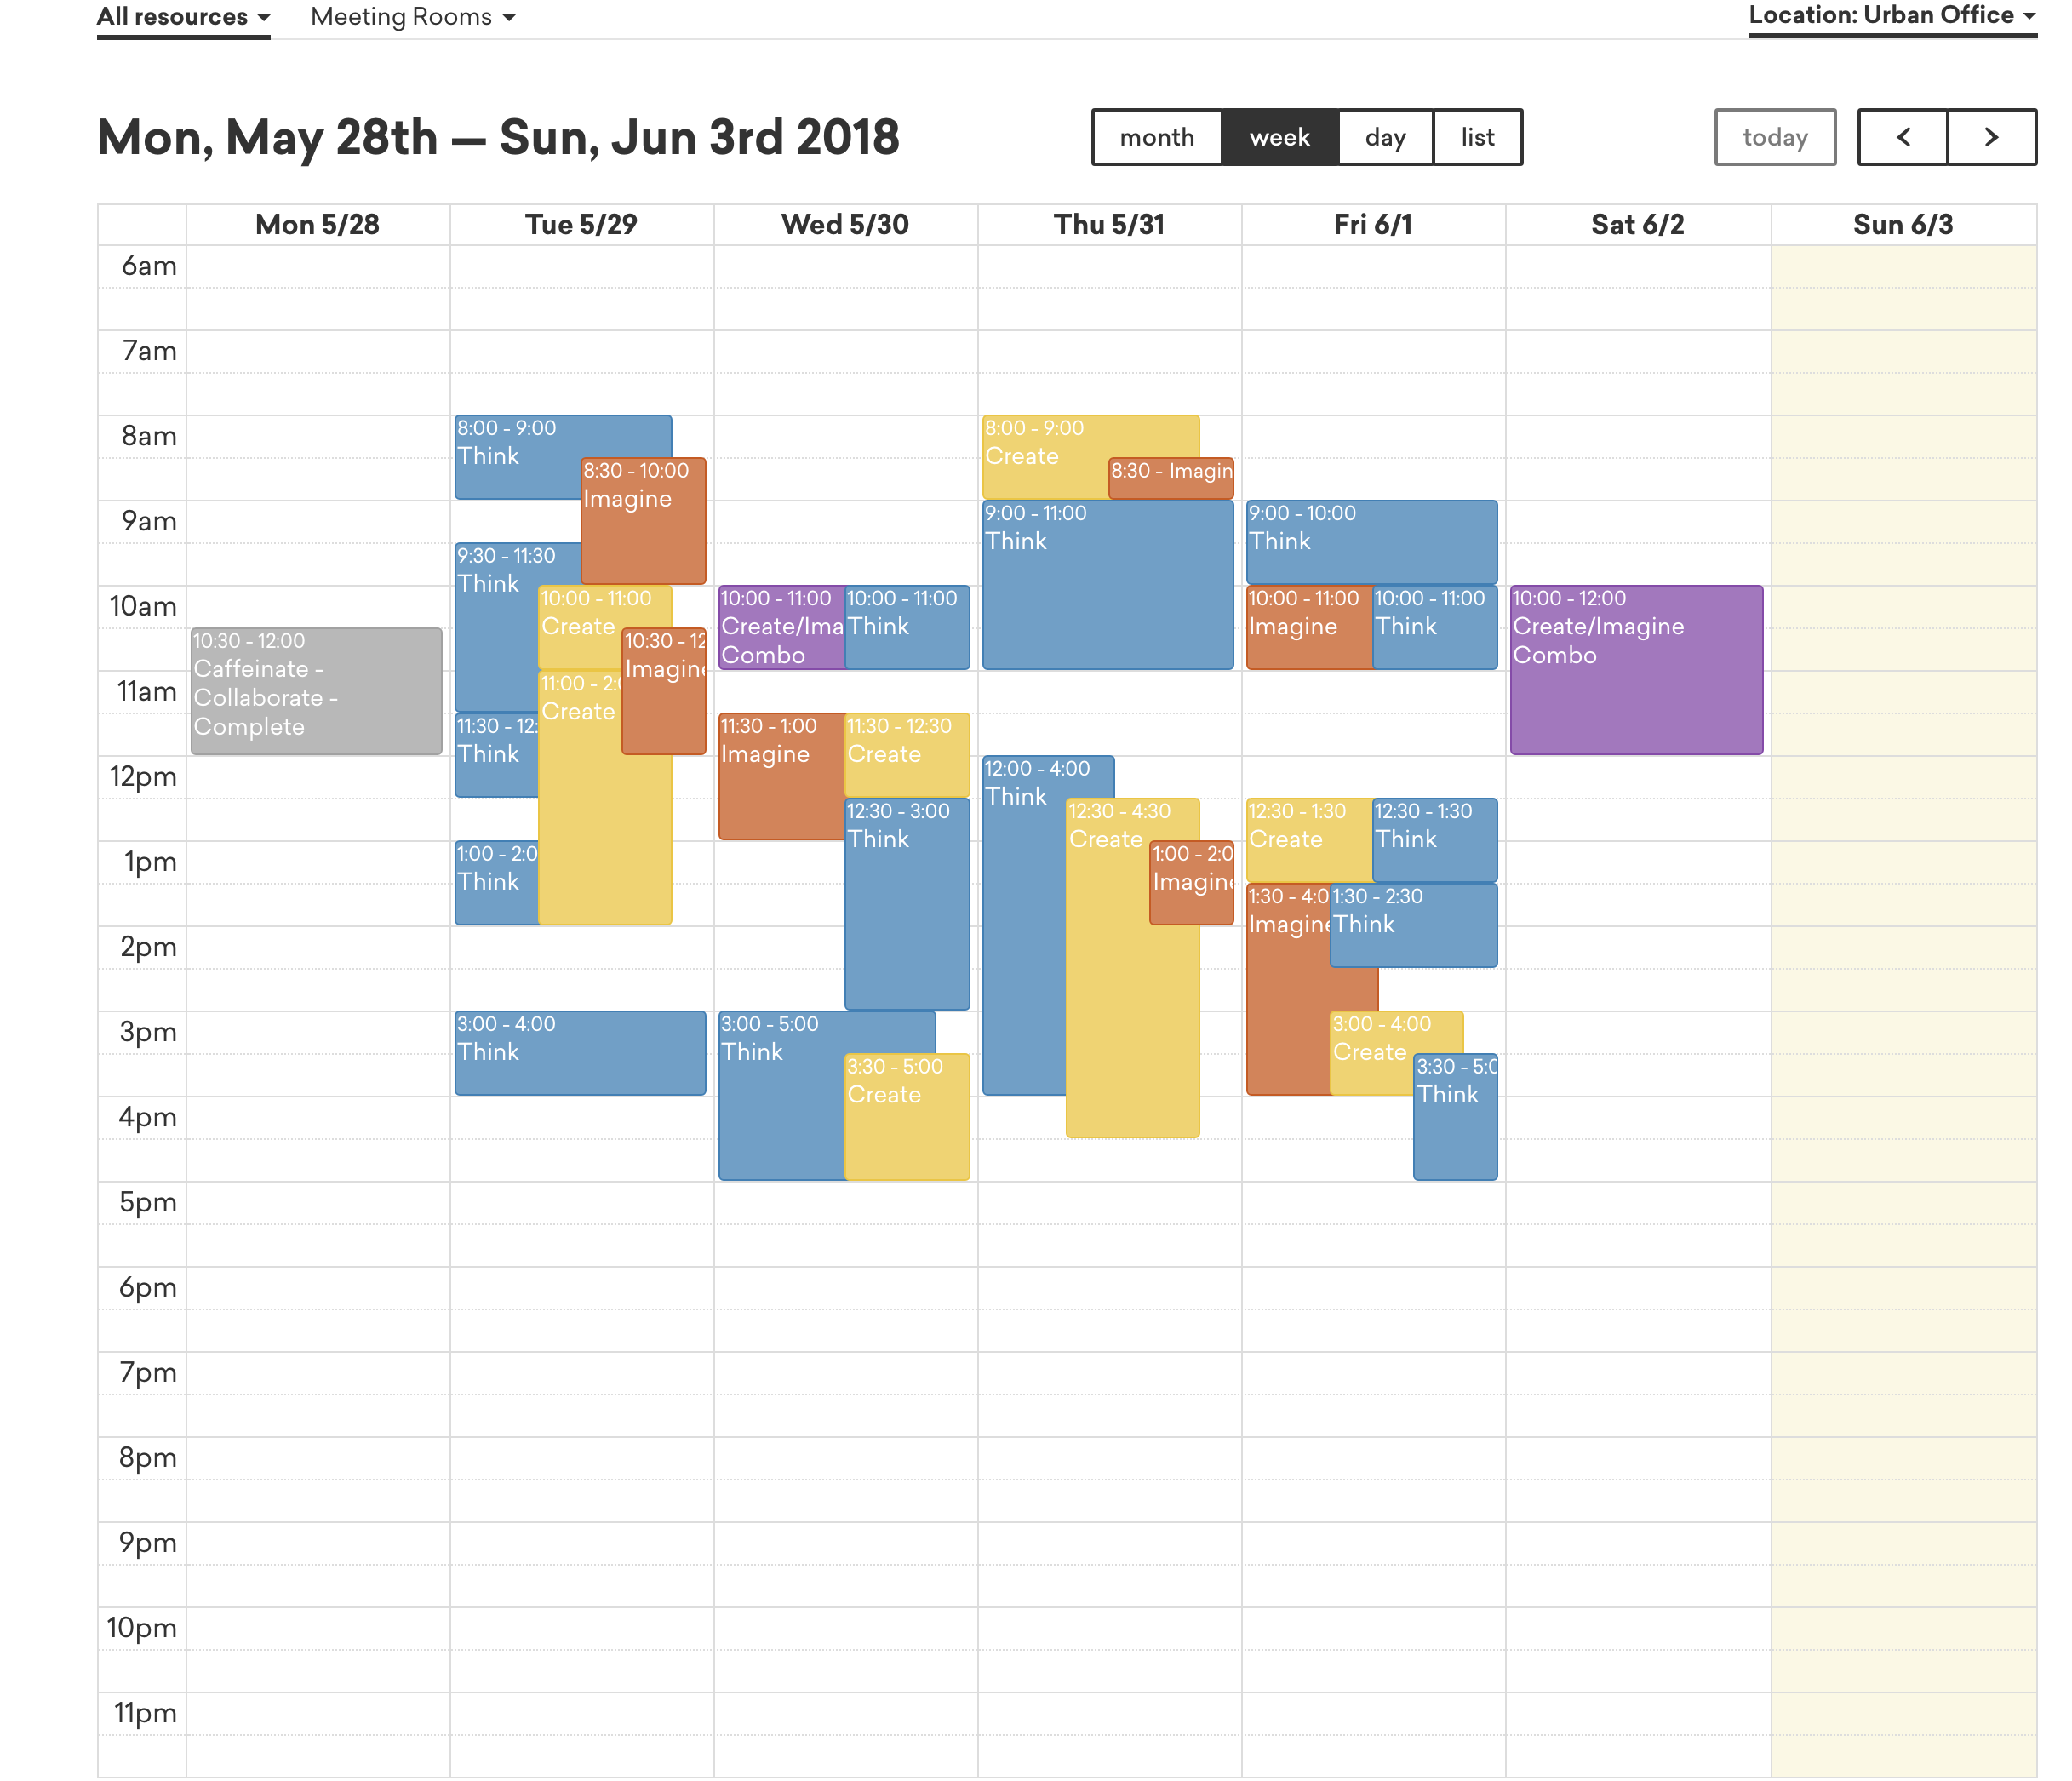 All resources
Meeting Rooms
Location: Urban Office
Mon, May 28th — Sun, Jun 3rd 2018
month
week
day
list
today
Mon 5/28
Tue 5/29
Wed 5/30
Thu 5/31
Fri 6/1
Sat 6/2
Sun 6/3
6am
7am
8am
9am
10am
11am
12pm
1pm
2pm
3pm
4pm
5pm
6pm
7pm
8pm
9pm
10pm
11pm
10:30 - 12:00
Caffeinate -
Collaborate -
Complete
8:00 - 9:00
Think
8:30 - 10:00
Imagine
9:30 - 11:30
Think
10:00 - 11:00
Create
10:30 - 12
Imagine
11:00 - 2:0
Create
11:30 - 12:
Think
1:00 - 2:0
Think
3:00 - 4:00
Think
10:00 - 11:00
Create/Ima
Combo
10:00 - 11:00
Think
11:30 - 1:00
Imagine
11:30 - 12:30
Create
12:30 - 3:00
Think
3:00 - 5:00
Think
3:30 - 5:00
Create
8:00 - 9:00
Create
8:30 - Imagin
9:00 - 11:00
Think
12:00 - 4:00
Think
12:30 - 4:30
Create
1:00 - 2:0
Imagine
9:00 - 10:00
Think
10:00 - 11:00
Imagine
10:00 - 11:00
Think
12:30 - 1:30
Create
12:30 - 1:30
Think
1:30 - 4:0
Imagine
1:30 - 2:30
Think
3:00 - 4:00
Create
3:30 - 5:0
Think
10:00 - 12:00
Create/Imagine
Combo